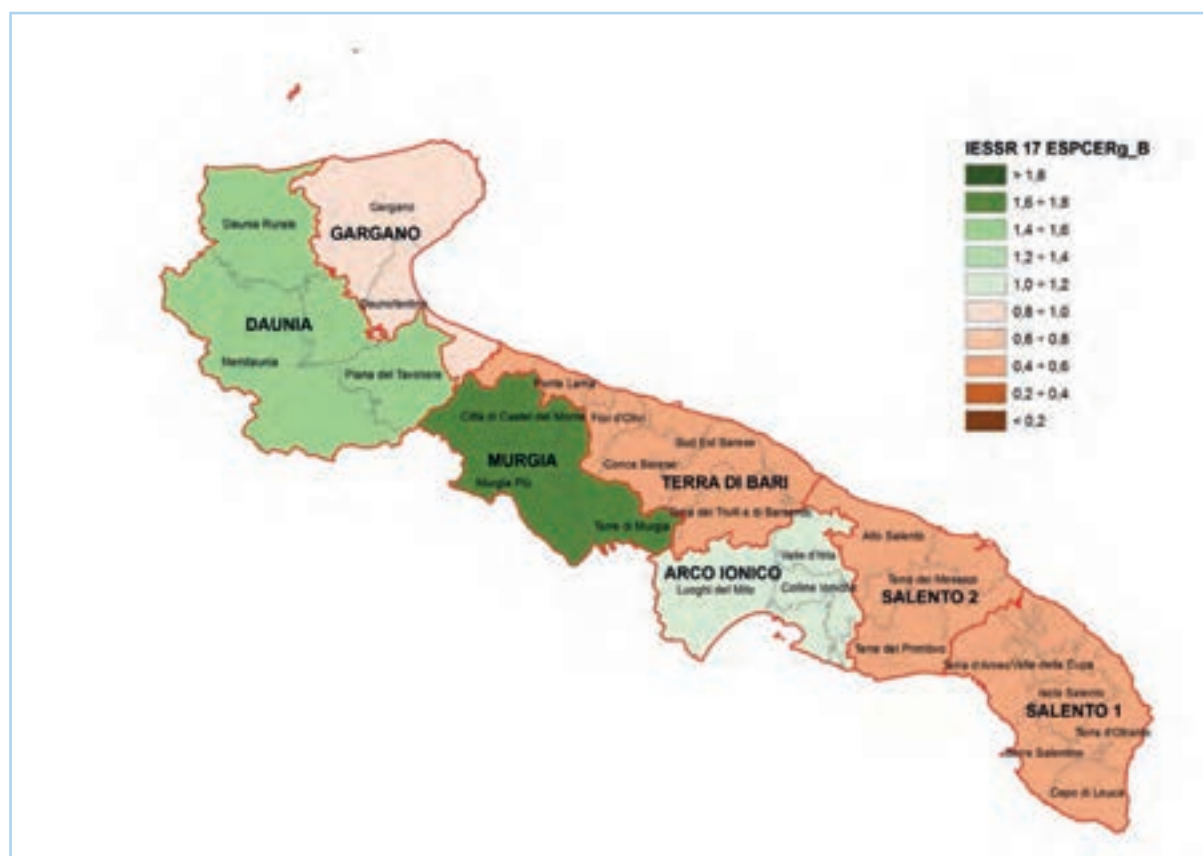 IESSR 17 ESPCERg_B
> 1,8
1,6 ÷ 1,8
1,4 ÷ 1,6
1,2 ÷ 1,4
1,0 ÷ 1,2
0,8 ÷ 1,0
0,6 ÷ 0,8
0,4 ÷ 0,6
0,2 ÷ 0,4
< 0,2
Gargano
GARGANO
Daunia Rurale
Daunofantino
DAUNIA
Meridaunia
Piana del Tavoliere
Ponte Lama
Città di Castel del Monte
Fior d'Olivi
Sud Est Barese
Conca Barese
MURGIA
TERRA DI BARI
Murgia Più
Terre di Murgia
Terra dei Trulli e di Barsento
Alto Salento
Valle d'Itria
ARCO IONICO
Luoghi del Mito
Colline Ioniche
Terra dei Messapi
SALENTO 2
Terre del Primitivo
Terra d'Arneo
Valle della Cupa
Isola Salento
SALENTO 1
Terra d'Otranto
Serre Salentine
Capo di Leuca